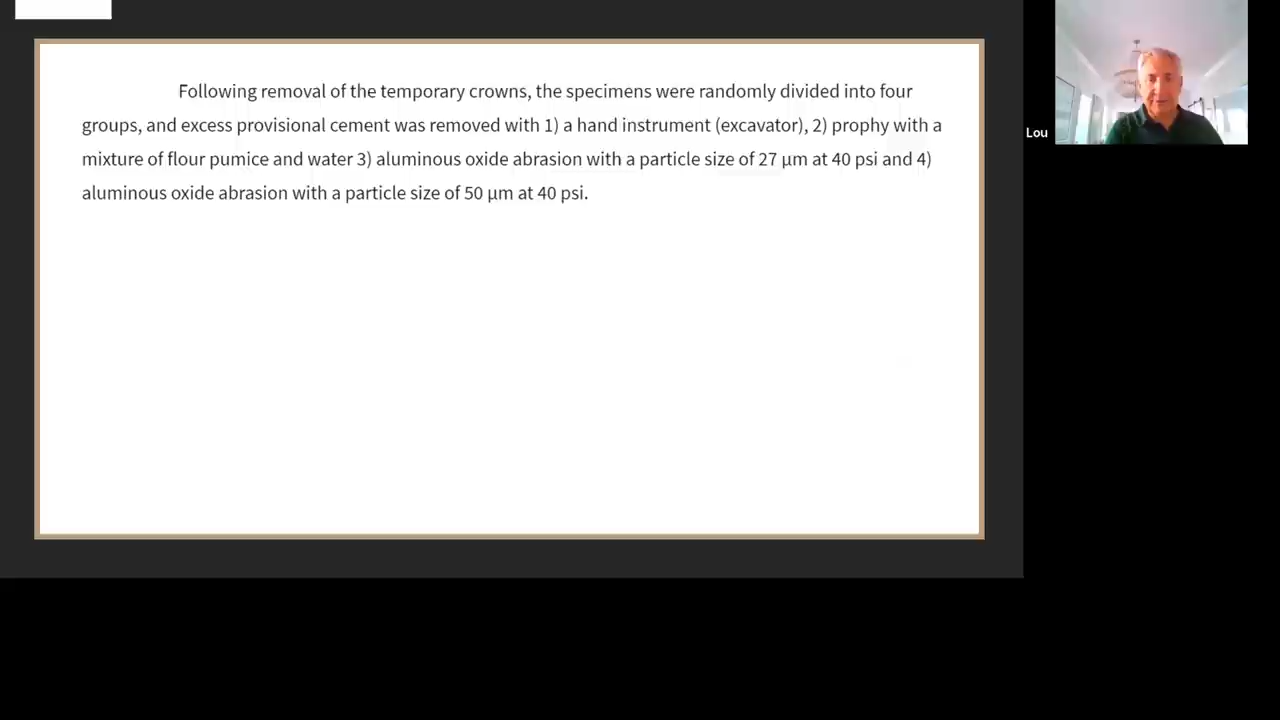 Following removal of the temporary crowns, the specimens were randomly divided into four
groups, and excess provisional cement was removed with 1) a hand instrument (excavator), 2) prophy with a
mixture of flour pumice and water 3) aluminous oxide abrasion with a particle size of 27 µm at 40 psi and 4)
aluminous oxide abrasion with a particle size of 50 µm at 40 psi.
Lou